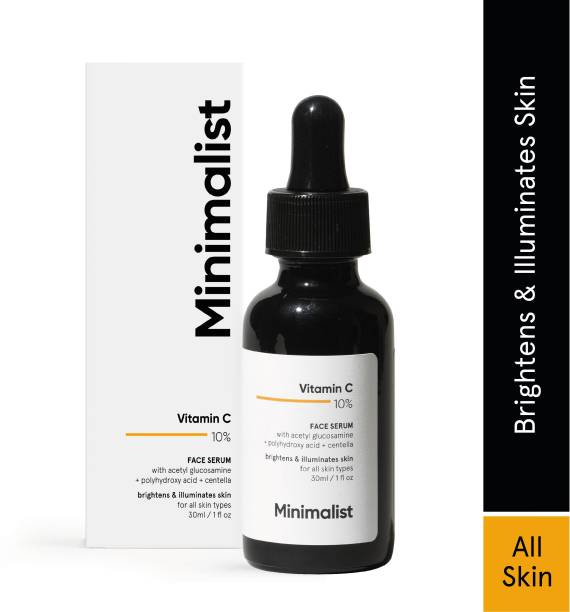 Minimalist
Vitamin C
10%
FACE SERUM
with acetyl glucosamine
+ polyhydroxy acid + centella
brightens & illuminates skin
for all skin types
30ml / 1 fl oz
Vitamin C
10%
FACE SERUM
with acetyl glucosamine
+ polyhydroxy acid + centella
brightens & illuminates skin
for all skin types
30ml / 1 fl oz
Minimalist
Brightens & Illuminates Skin
All
Skin